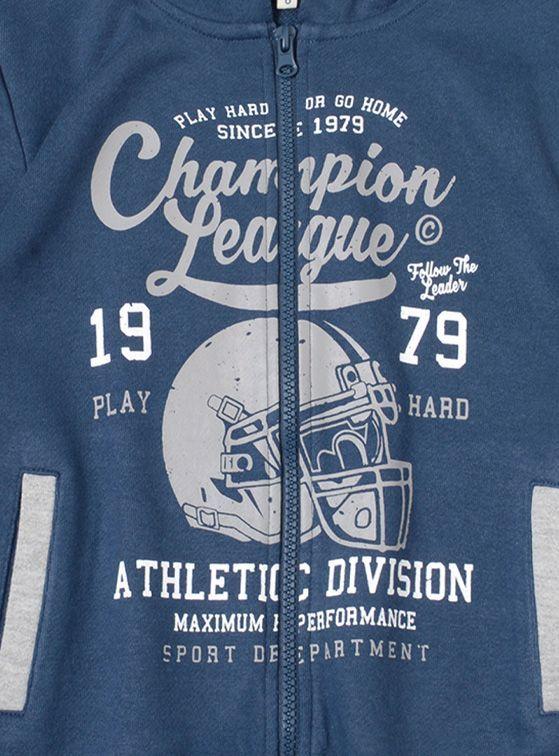 PLAY HARD OR GO HOME
SINCE 1979
Champion
League ©
Follow The
Leader
19 79
PLAY HARD
ATHLETIC DIVISION
MAXIMUM PERFORMANCE
SPORT DEPARTMENT